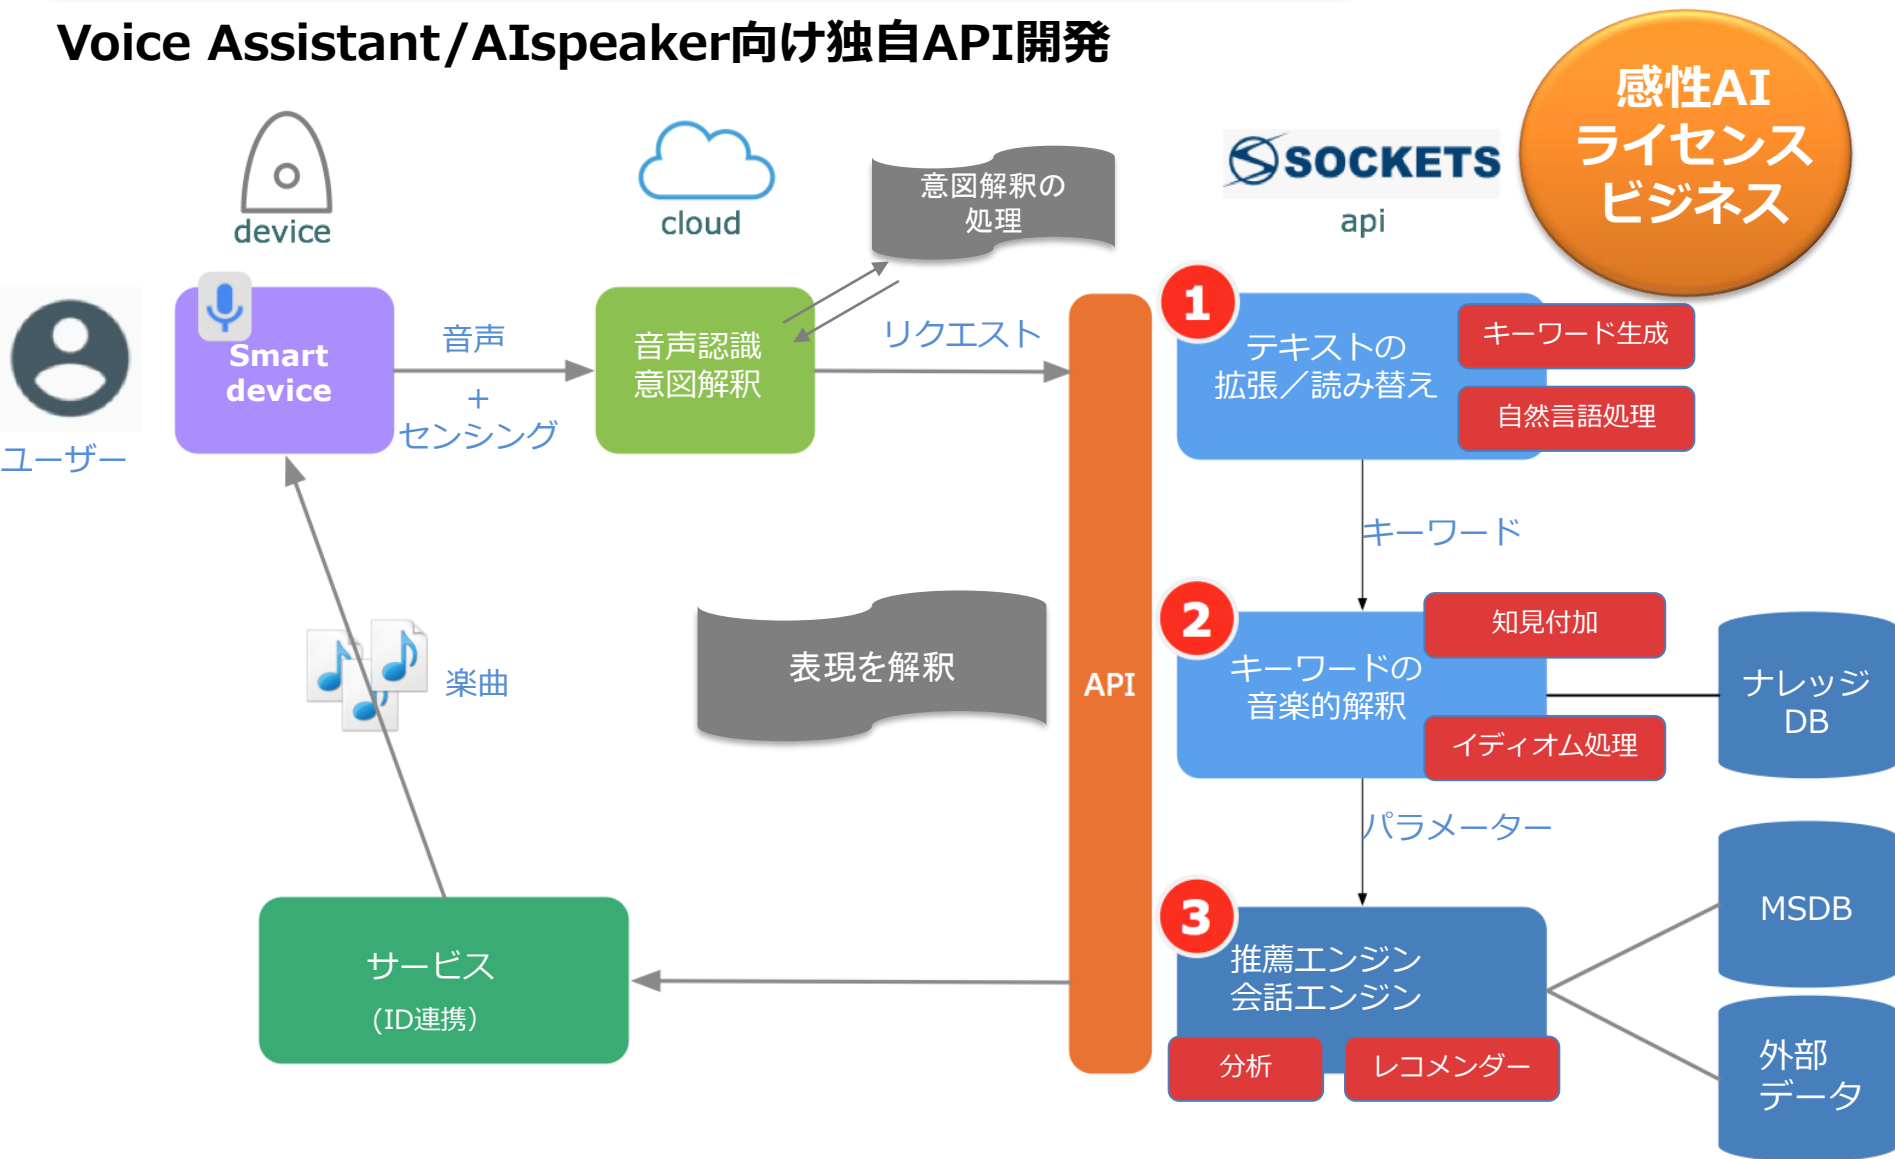 Voice Assistant/AIspeaker向け独自API開発
感性AI
ライセンス
ビジネス
device
cloud
意図解釈の
処理
SOCKETS
api
ユーザー
Smart
device
音声
+
センシング
音声認識
意図解釈
リクエスト
API
1
テキストの
拡張／読み替え
キーワード生成
自然言語処理
キーワード
2
キーワードの
音楽的解釈
知見付加
イディオム処理
ナレッジ
DB
表現を解釈
楽曲
パラメーター
3
推薦エンジン
会話エンジン
分析
レコメンダー
MSDB
外部
データ
サービス
(ID連携）